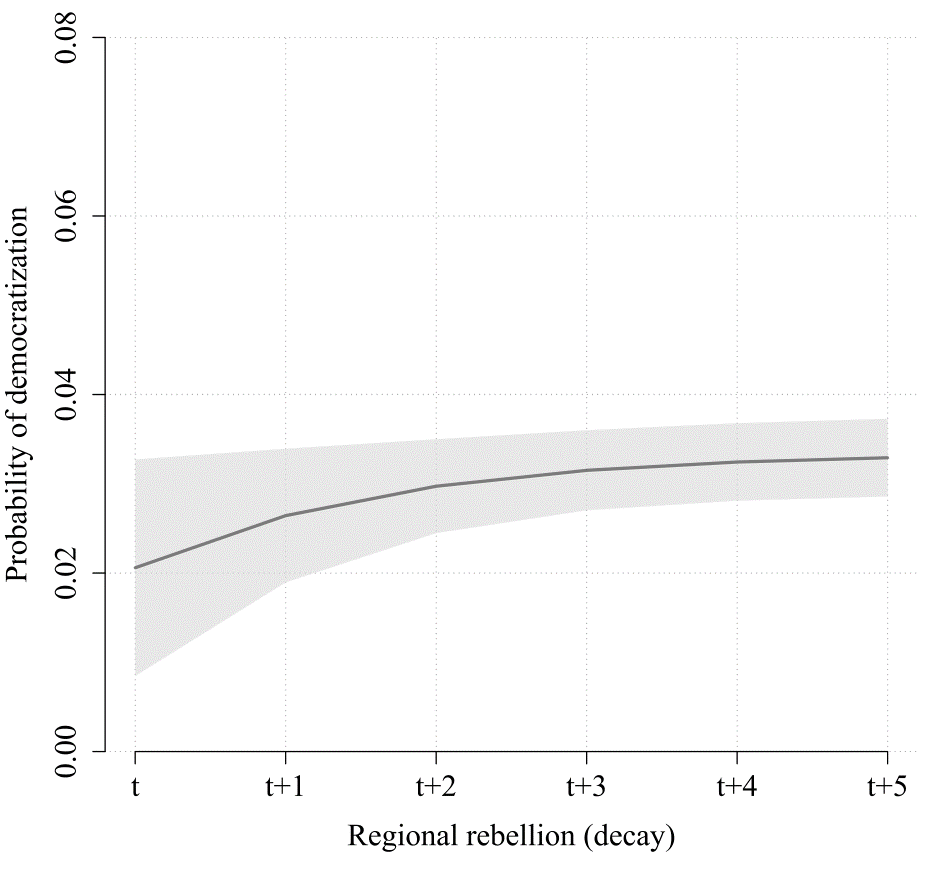 Probability of democratization
0.08
0.06
0.04
0.02
0.00
t t+1 t+2 t+3 t+4 t+5
Regional rebellion (decay)